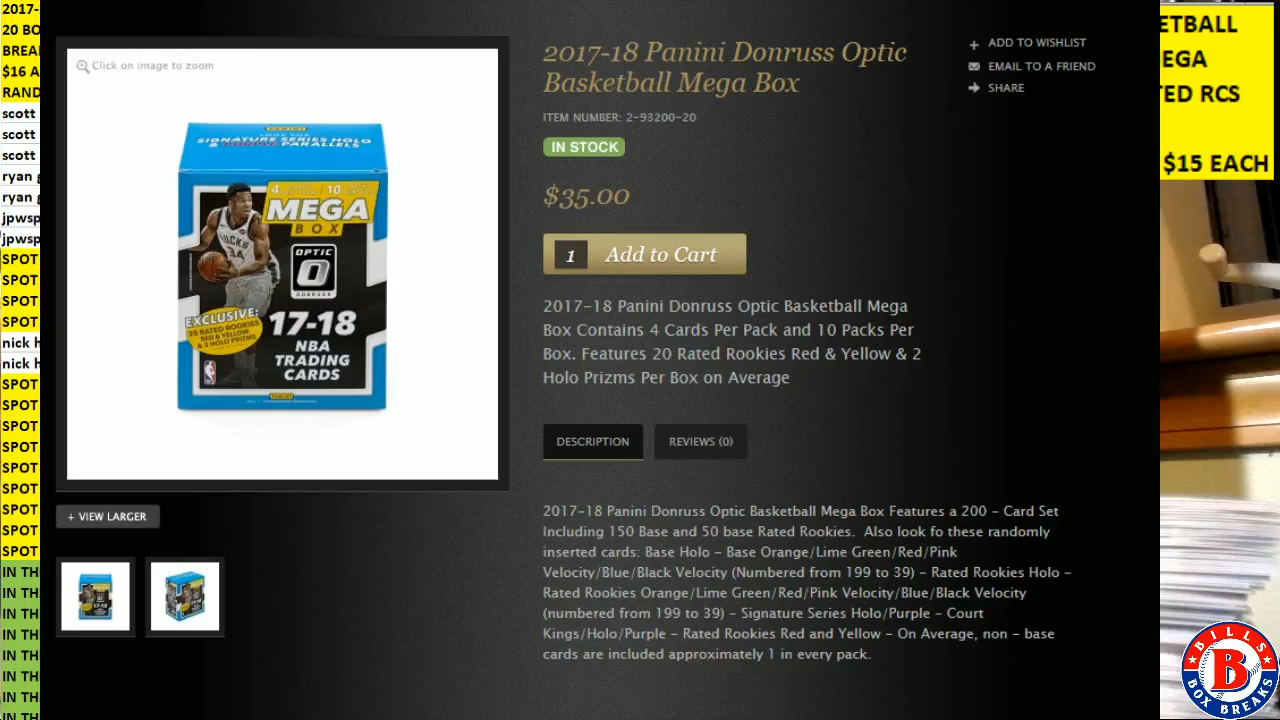 2017-
20 BO
BREA
$16 A
RAND
scott
scott
scott
ryan g
ryan g
jpwsp
jpwsp
SPOT
SPOT
SPOT
SPOT
nick h
nick h
SPOT
SPOT
SPOT
SPOT
SPOT
SPOT
SPOT
SPOT
SPOT
IN TH
IN TH
IN TH
IN TH
IN TH
IN TH
IN TH
IN TH
Click on image to zoom
PANINI
SIGNATURE SERIES HOLO
& PURPLE PARALLELS
4
10
MEGA
BOX
BUCKS
34
OPTIC
DONRUSS
EXCLUSIVE:
20 RATED ROOKIES
RED & YELLOW
& 2 HOLO PRIZMS
17-18
NBA
TRADING
CARDS
+ VIEW LARGER
2017-18 Panini Donruss Optic
Basketball Mega Box
ITEM NUMBER: 2-93200-20
IN STOCK
$35.00
1 Add to Cart
2017-18 Panini Donruss Optic Basketball Mega
Box Contains 4 Cards Per Pack and 10 Packs Per
Box. Features 20 Rated Rookies Red & Yellow & 2
Holo Prizms Per Box on Average
DESCRIPTION REVIEWS (0)
2017-18 Panini Donruss Optic Basketball Mega Box Features a 200 - Card Set
Including 150 Base and 50 base Rated Rookies. Also look fo these randomly
inserted cards: Base Holo - Base Orange/Lime Green/Red/Pink
Velocity/Blue/Black Velocity (Numbered from 199 to 39) - Rated Rookies Holo -
Rated Rookies Orange/Lime Green/Red/Pink Velocity/Blue/Black Velocity
(numbered from 199 to 39) - Signature Series Holo/Purple - Court
Kings/Holo/Purple - Rated Rookies Red and Yellow - On Average, non - base
cards are included approximately 1 in every pack.
ADD TO WISHLIST
EMAIL TO A FRIEND
SHARE
ETBALL
EGA
TED RCS
$15 EACH
BILLS
B
BOX BREAKS